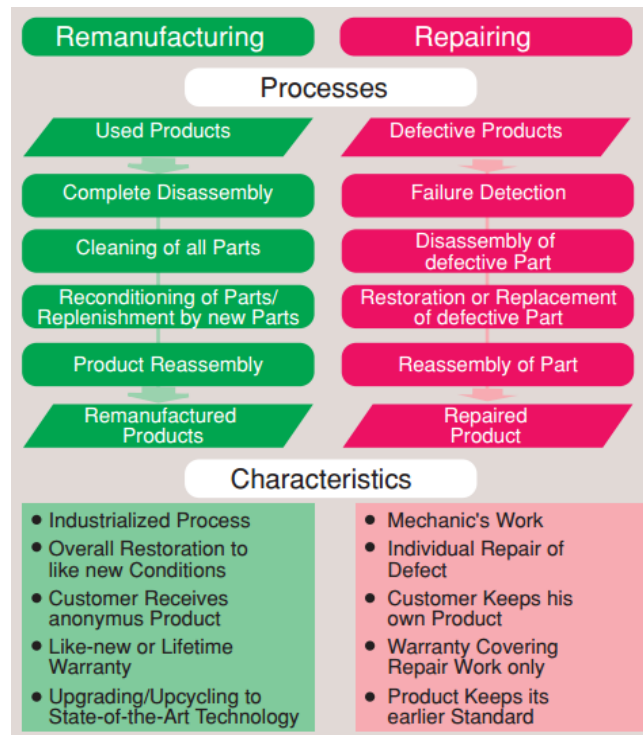 Remanufacturing
Repairing
Processes
Used Products
Complete Disassembly
Cleaning of all Parts
Reconditioning of Parts/
Replenishment by new Parts
Product Reassembly
Remanufactured
Products
Defective Products
Failure Detection
Disassembly of
defective Part
Restoration or Replacement
of defective Part
Reassembly of Part
Repaired
Product
Characteristics
• Industrialized Process
• Overall Restoration to
like new Conditions
• Customer Receives
anonymus Product
• Like-new or Lifetime
Warranty
• Upgrading/Upcycling to
State-of-the-Art Technology
• Mechanic's Work
• Individual Repair of
Defect
• Customer Keeps his
own Product
• Warranty Covering
Repair Work only
• Product Keeps its
earlier Standard